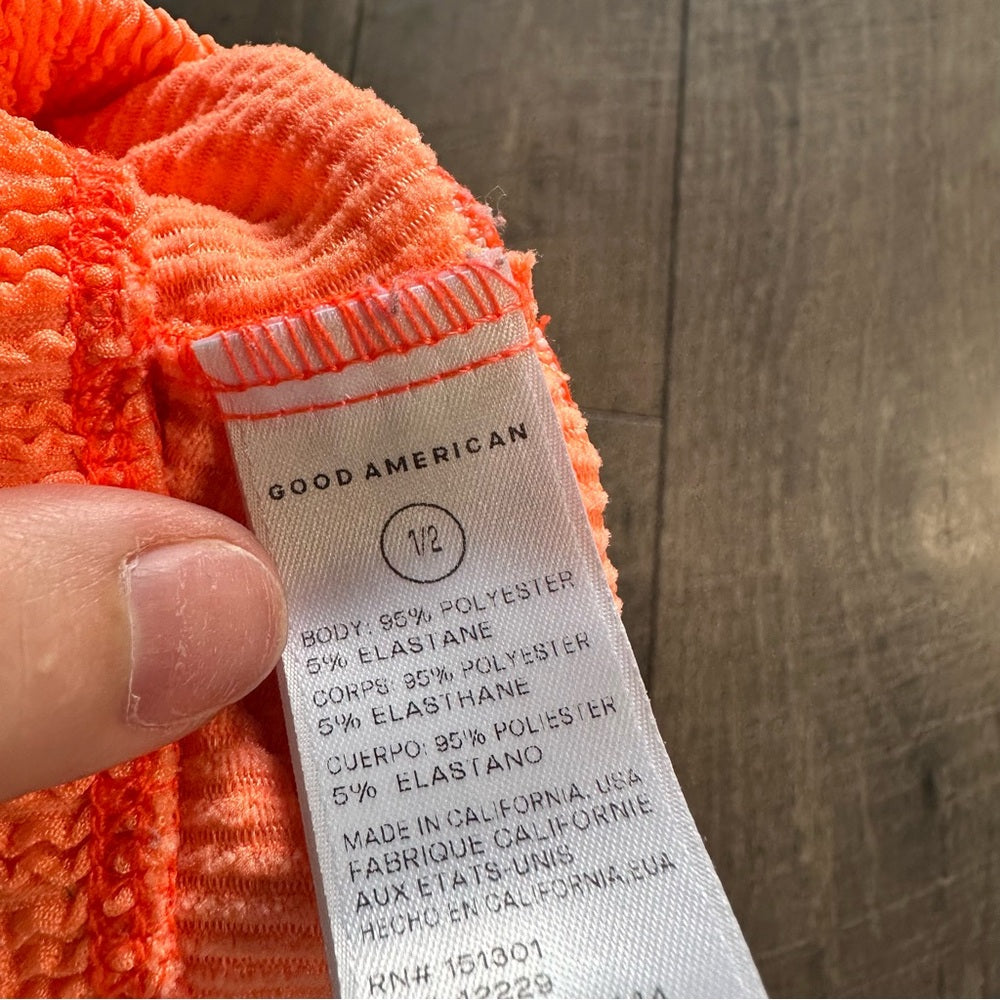 GOOD AMERICAN
1/2
BODY: 95% POLYESTER
5% ELASTANE
CORPS: 95% POLYESTER
5% ELASTHANE
CUERPO: 95% POLIESTER
5% ELASTANO
MADE IN CALIFORNIA, USA
FABRIQUE CALIFORNIE
AUX ETATS-UNIS
HECHO EN CALIFORNIA, EUA
RN# 151301